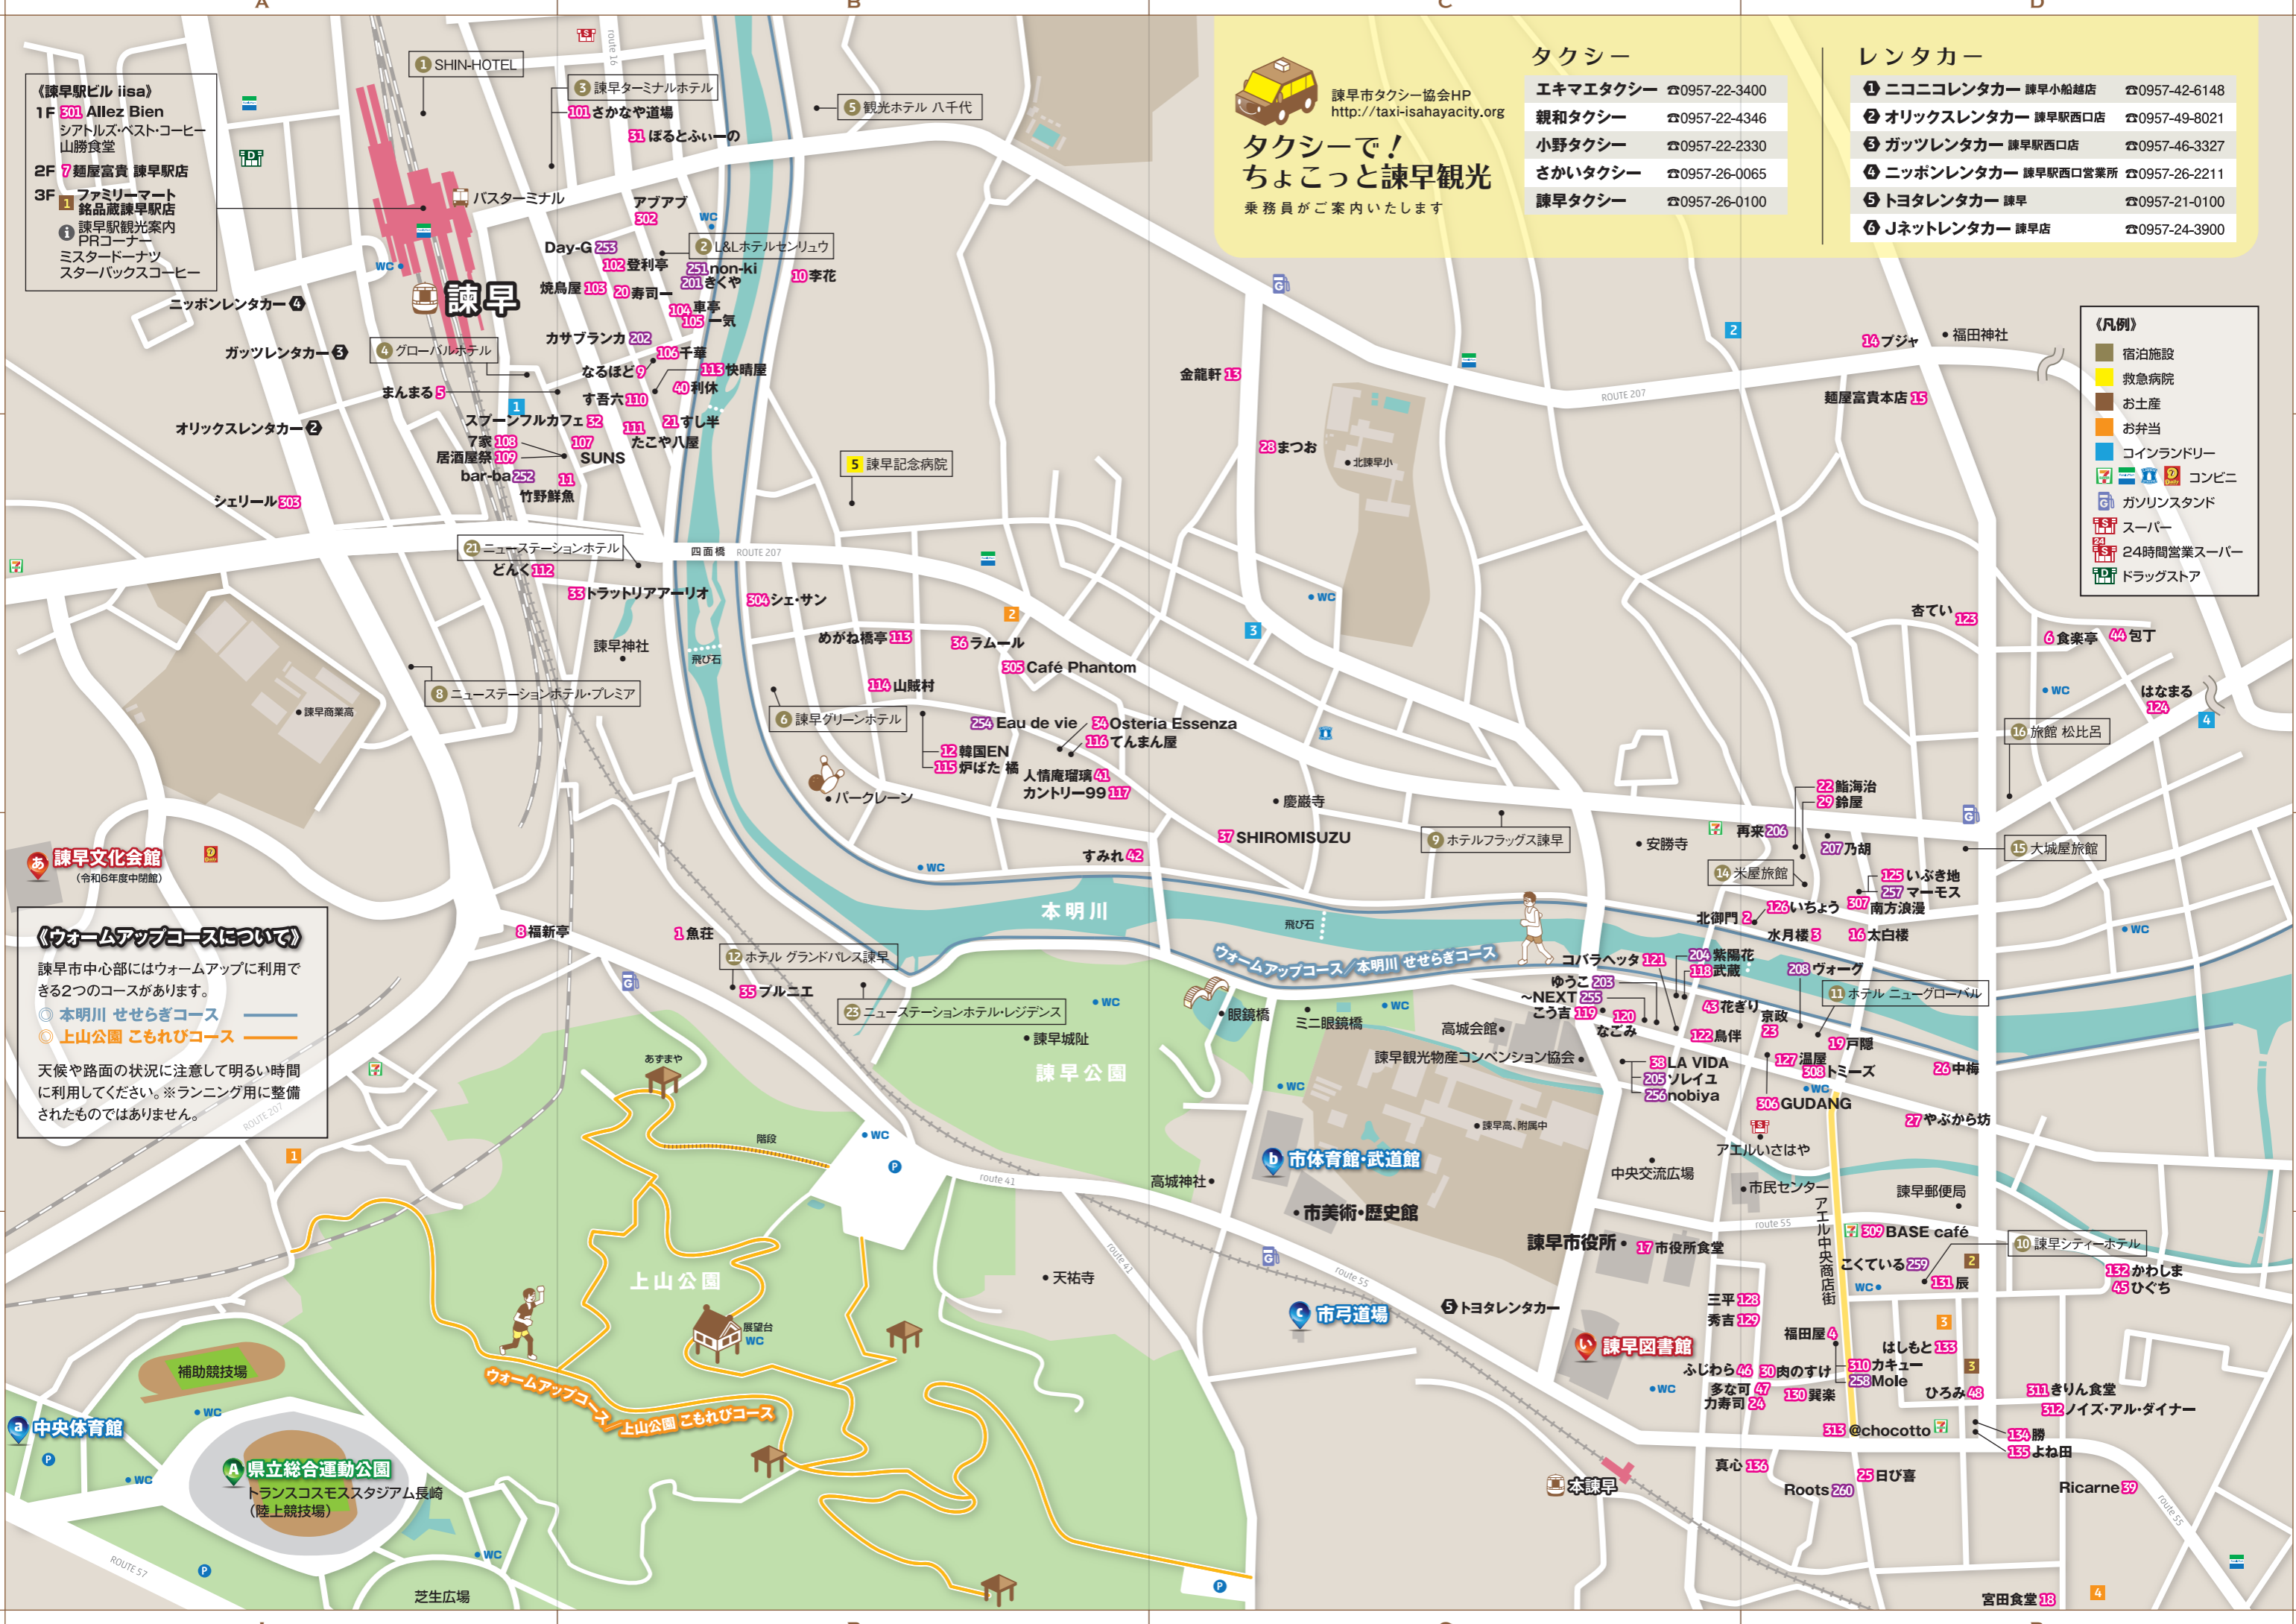 A
B
C
D
《諫早駅ビル iisa》
1F 301 Allez Bien
シアトルズ・ベスト・コーヒー
山勝食堂
2F 7 麺屋富貴 諫早駅店
3F 1 ファミリーマート
銘品蔵諫早駅店
i 諫早駅観光案内
PRコーナー
ミスタードーナツ
スターバックスコーヒー
1 SHIN-HOTEL
route 16
3 諫早ターミナルホテル
101 さかなや道場
31 ぽるとふぃーの
5 観光ホテル 八千代
バスターミナル
アブアブ
302
WC
Day-G 253
2 L&Lホテルセンリュウ
102 登利亭
251 non-ki
201 きくや
10 李花
焼鳥屋 103
20 寿司一
104 車亭
105 一気
WC
諫早
ニッポンレンタカー 4
カサブランカ 202
ガッツレンタカー 3
4 グローバルホテル
106 千華
なるほど 9
113 快晴屋
まんまる 5
40 利休
す吾六 110
1
スプーンフルカフェ 32
111
21 すし半
オリックスレンタカー 2
7家 108
107
たこや八屋
居酒屋祭 109
SUNS
bar-ba 252
11
竹野鮮魚
シェリール 303
タクシーで!
ちょこっと諫早観光
乗務員がご案内いたします
諫早市タクシー協会HP
http://taxi-isahayacity.org
タクシー
エキマエタクシー ☎0957-22-3400
親和タクシー ☎0957-22-4346
小野タクシー ☎0957-22-2330
さかいタクシー ☎0957-26-0065
諫早タクシー ☎0957-26-0100
レンタカー
1 ニコニコレンタカー 諫早小船越店 ☎0957-42-6148
2 オリックスレンタカー 諫早駅西口店 ☎0957-49-8021
3 ガッツレンタカー 諫早駅西口店 ☎0957-46-3327
4 ニッポンレンタカー 諫早駅西口営業所 ☎0957-26-2211
5 トヨタレンタカー 諫早 ☎0957-21-0100
6 Jネットレンタカー 諫早店 ☎0957-24-3900
《凡例》
宿泊施設
救急病院
お土産
お弁当
コインランドリー
コンビニ
ガソリンスタンド
スーパー
24時間営業スーパー
ドラッグストア
2
14 プジャ
福田神社
ROUTE 207
麺屋富貴本店 15
金龍軒 13
28 まつお
北諫早小
5 諫早記念病院
21 ニューステーションホテル
四面橋 ROUTE 207
どんく 112
33 トラットリアアーリオ
304 シェ・サン
諫早神社
飛び石
めがね橋亭 113
2
36 ラムール
305 Café Phantom
114 山賊村
WC
3
杏てい 123
6 食楽亭
44 包丁
WC
はなまる
124
4
諫早商業高
8 ニューステーションホテル・プレミア
6 諫早グリーンホテル
254 Eau de vie
34 Osteria Essenza
116 てんまん屋
12 韓国EN
115 炉ばた 橘
人情庵瑠璃 41
カントリー99 117
パークレーン
慶巖寺
37 SHIROMISUZU
すみれ 42
WC
9 ホテルフラッグス諫早
安勝寺
16 旅館 松比呂
22 鮨海治
29 鈴屋
再来 206
207 乃胡
15 大城屋旅館
14 米屋旅館
125 いぶき地
257 マーモス
126 いちょう
307
南方浪漫
北御門 2
水月楼 3
16 太白楼
WC
あ 諫早文化会館
(令和6年度中閉館)
《ウォームアップコースについて》
諫早市中心部にはウォームアップに利用で
きる2つのコースがあります。
◎ 本明川 せせらぎコース
◎ 上山公園 こもれびコース
天候や路面の状況に注意して明るい時間
に利用してください。※ランニング用に整備
されたものではありません。
ROUTE 207
8 福新亭
1 魚荘
12 ホテル グランドパレス諫早
35 プルニエ
23 ニューステーションホテル・レジデンス
本明川
飛び石
ウォームアップコース/本明川 せせらぎコース
WC
眼鏡橋
ミニ眼鏡橋
WC
コバラヘッタ 121
204 紫陽花
118 武蔵
ゆうこ 203
～NEXT 255
こう吉 119
120
なごみ
43 花ぎり
208 ヴォーグ
11 ホテル ニューグローバル
京政
23
122 鳥伴
19 戸隠
高城会館
諫早観光物産コンベンション協会
38 LA VIDA
205 ソレイユ
256 nobiya
127 温屋
308 トミーズ
WC
26 中梅
306 GUDANG
27 やぶから坊
アエルいさはや
諫早城址
諫早公園
WC
あずまや
階段
WC
P
route 41
高城神社
諫早高、附属中
b 市体育館・武道館
市美術・歴史館
中央交流広場
市民センター
諫早郵便局
route 55
アエル中央商店街
309 BASE café
10 諫早シティーホテル
諫早市役所
17 市役所食堂
こくている 259
2
WC
131 辰
132 かわしま
45 ひぐち
1
上山公園
展望台
WC
天祐寺
route 41
route 55
c 市弓道場
5 トヨタレンタカー
い 諫早図書館
WC
三平 128
秀吉 129
福田屋 4
3
はしもと 133
ふじわら 46
30 肉のすけ
310 カキュー
258 Mole
3
多な可 47
130 巽楽
力寿司 24
ひろみ 48
311 きりん食堂
312 ノイズ・アル・ダイナー
313 @chocotto
134 勝
135 よね田
補助競技場
WC
a 中央体育館
P
WC
A 県立総合運動公園
トランスコスモススタジアム長崎
(陸上競技場)
ウォームアップコース/上山公園 こもれびコース
本諫早
真心 136
25 日び喜
Roots 260
Ricarne 39
route 55
ROUTE 57
P
WC
芝生広場
P
宮田食堂 18
4